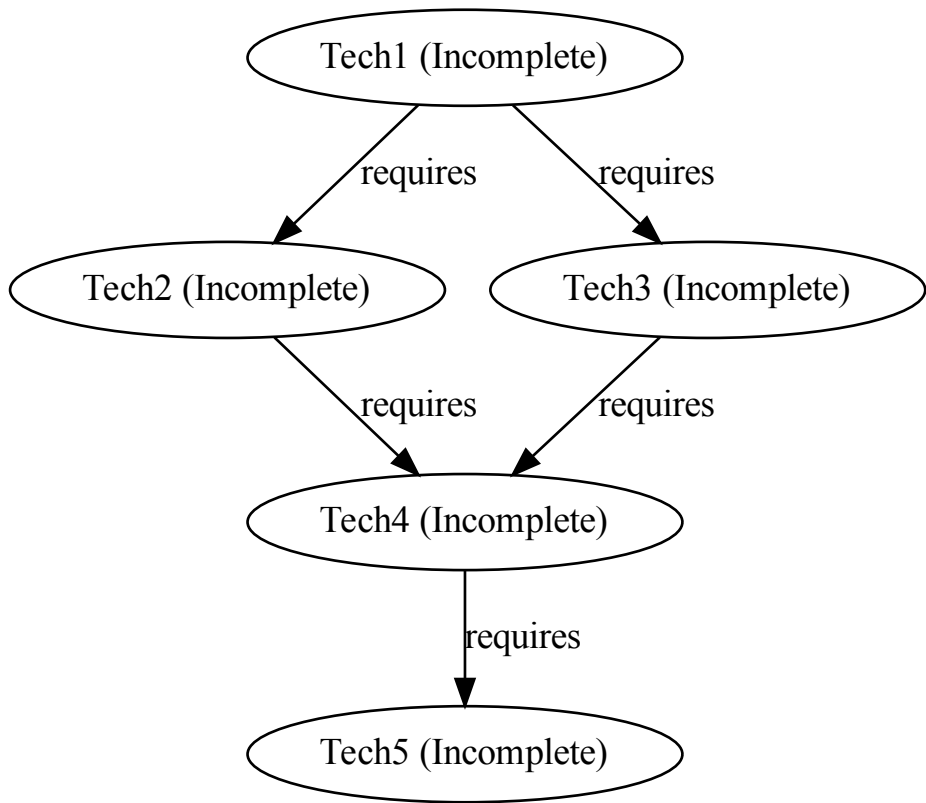 Tech1 (Incomplete)
requires
requires
Tech2 (Incomplete)
Tech3 (Incomplete)
requires
requires
Tech4 (Incomplete)
requires
Tech5 (Incomplete)